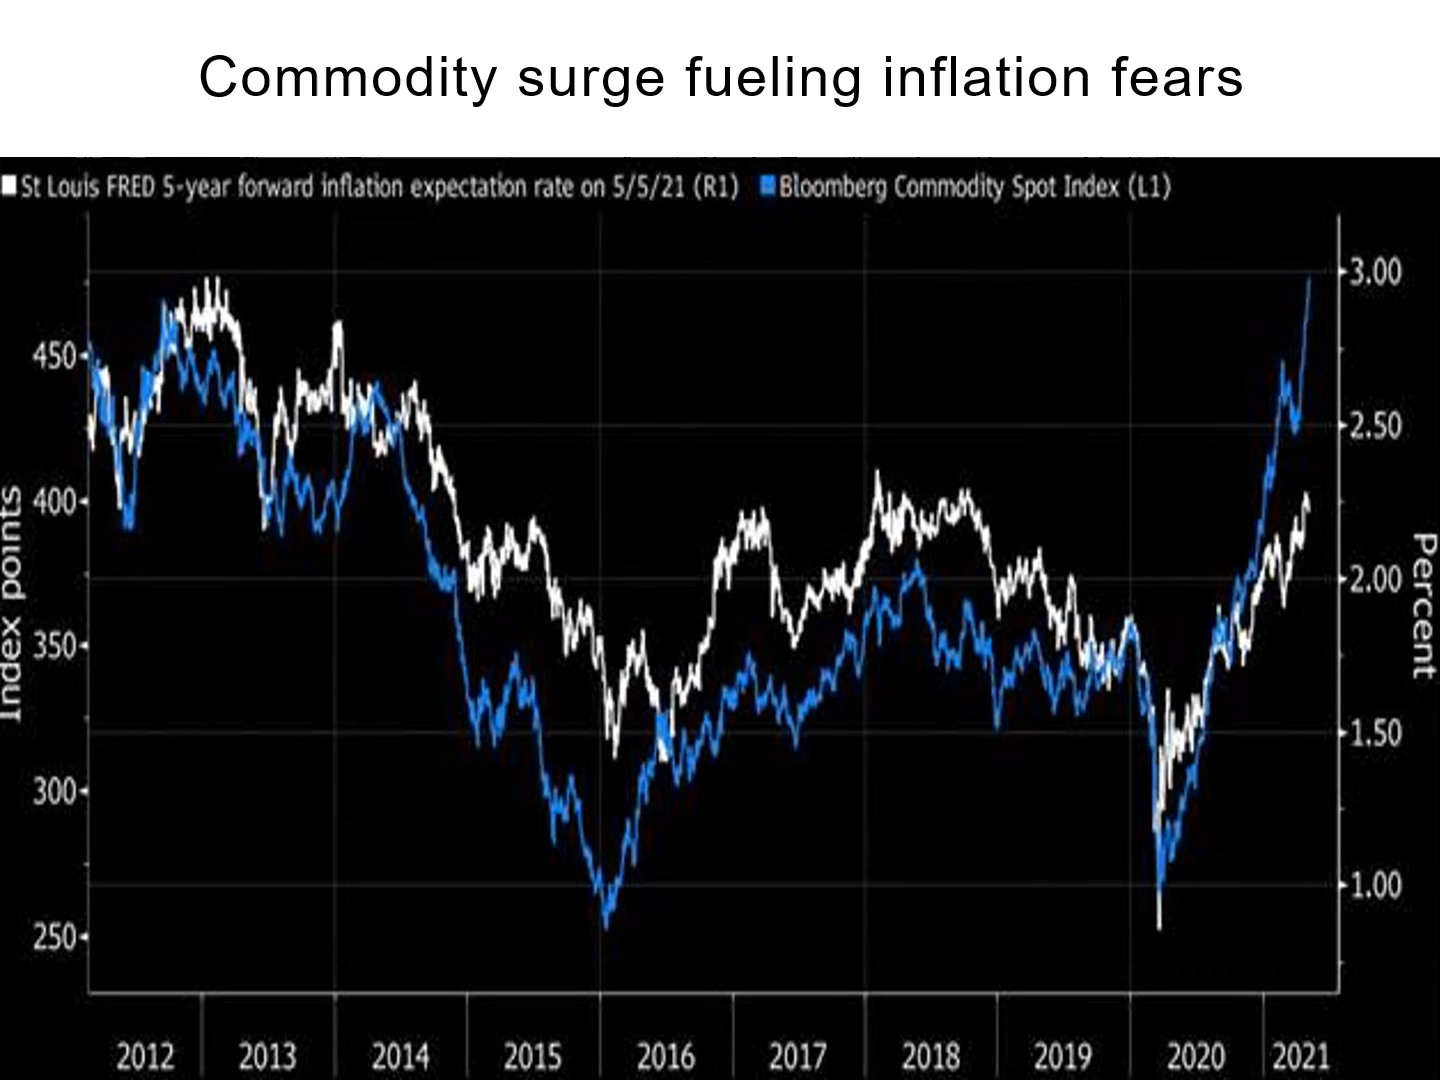 Commodity surge fueling inflation fears
St Louis FRED 5-year forward inflation expectation rate on 5/5/21 (R1) Bloomberg Commodity Spot Index (L1)
Index points
450
400
350
300
250
3.00
2.50
2.00
1.50
1.00
Percent
2012 2013 2014 2015 2016 2017 2018 2019 2020 2021